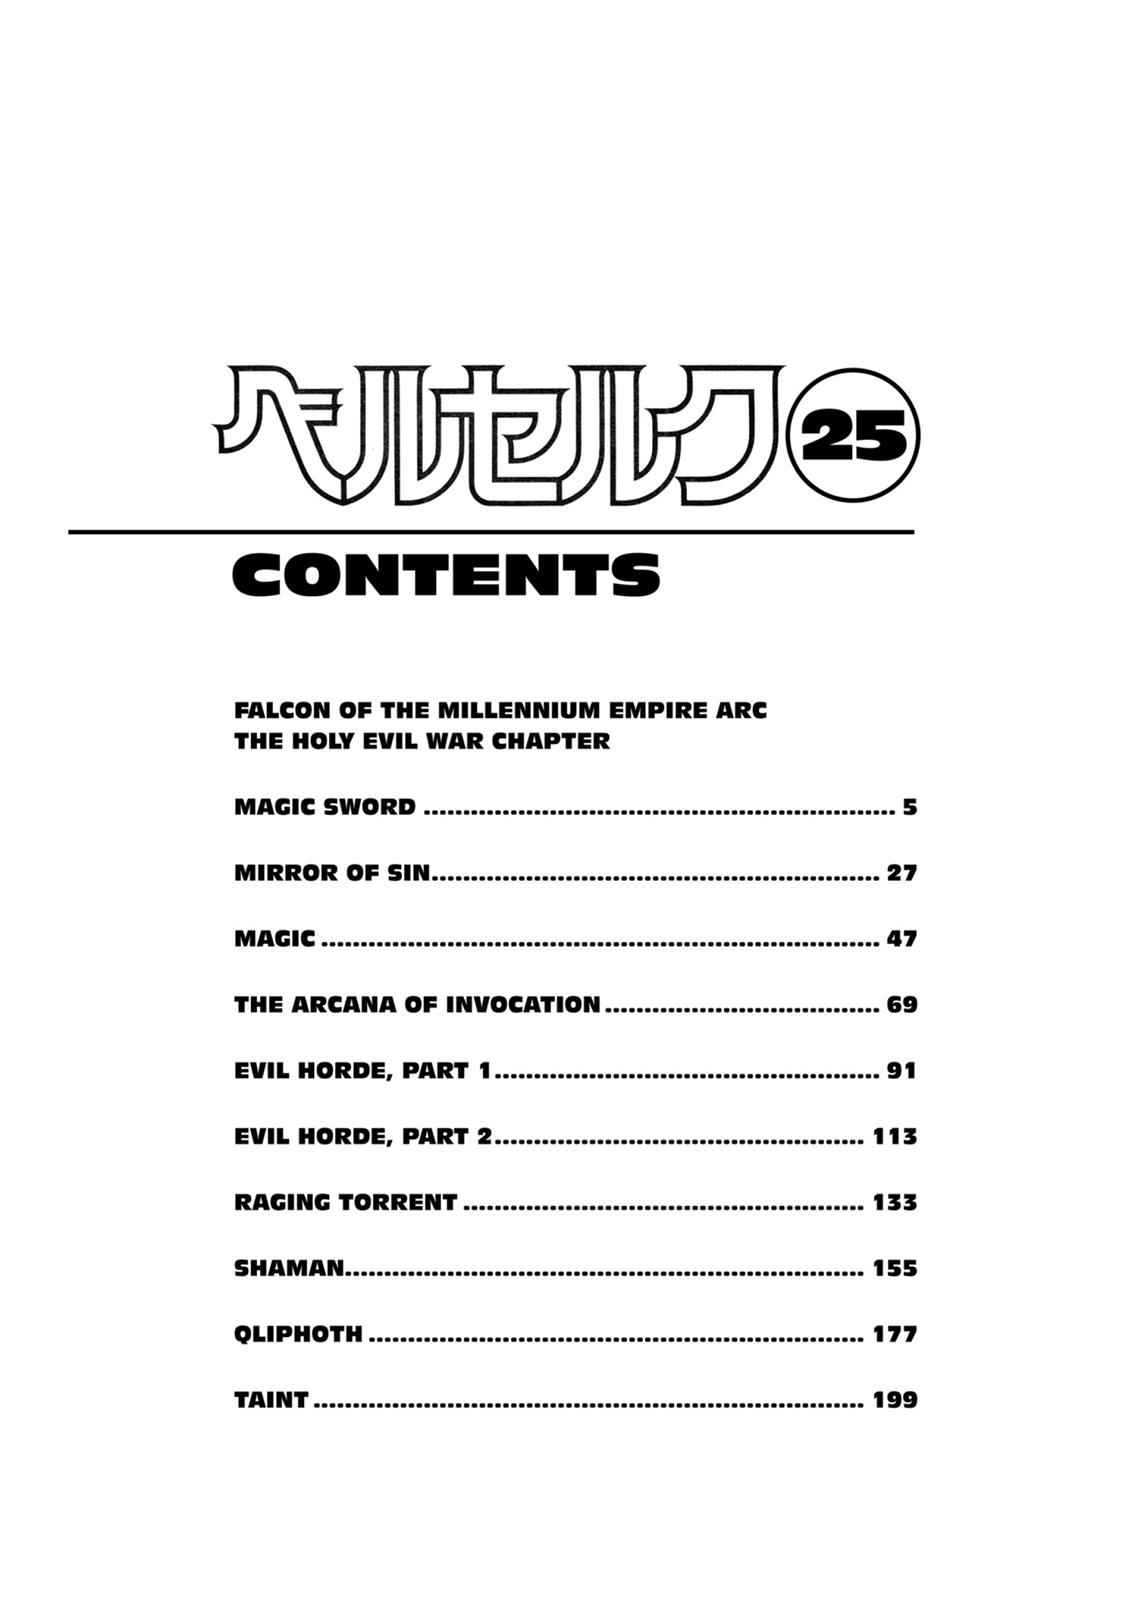 ベルセルク 25
CONTENTS
FALCON OF THE MILLENNIUM EMPIRE ARC
THE HOLY EVIL WAR CHAPTER
MAGIC SWORD ............................................................ 5
MIRROR OF SIN......................................................... 27
MAGIC ....................................................................... 47
THE ARCANA OF INVOCATION................................... 69
EVIL HORDE, PART 1................................................. 91
EVIL HORDE, PART 2............................................... 113
RAGING TORRENT ................................................... 133
SHAMAN.................................................................. 155
QLIPHOTH ............................................................... 177
TAINT ...................................................................... 199